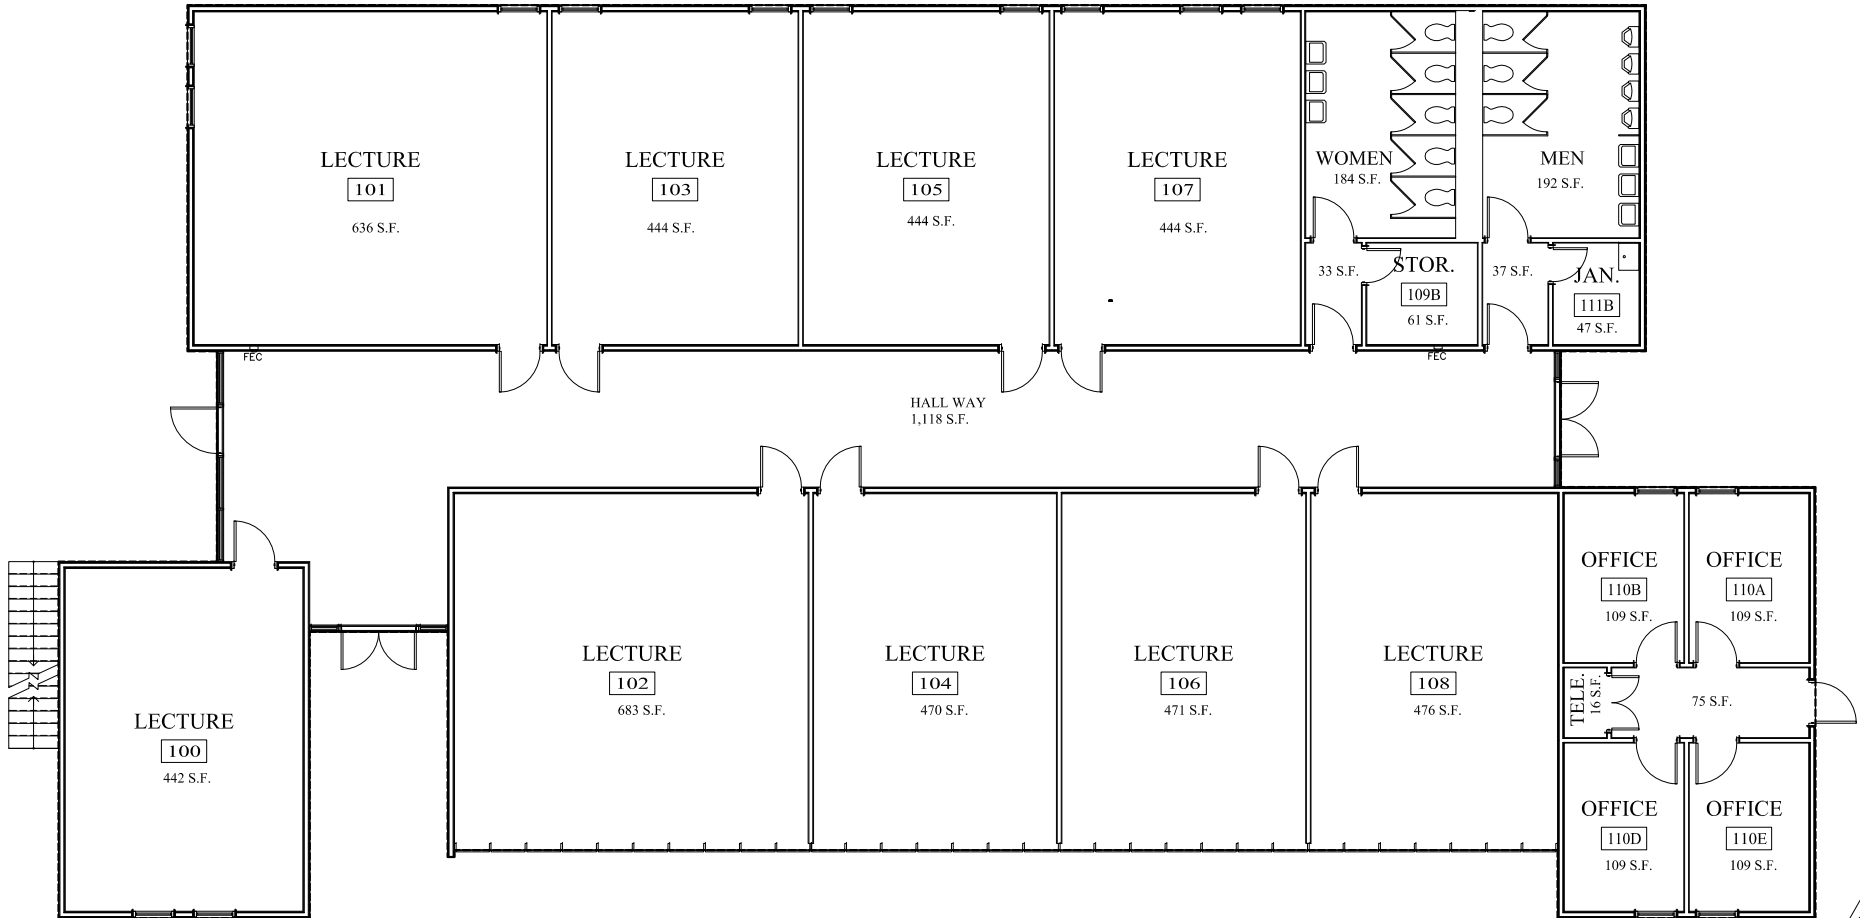 LECTURE
101
636 S.F.
LECTURE
103
444 S.F.
LECTURE
105
444 S.F.
LECTURE
107
444 S.F.
WOMEN
184 S.F.
MEN
192 S.F.
33 S.F.
STOR.
109B
61 S.F.
37 S.F.
JAN.
111B
47 S.F.
FEC
FEC
HALL WAY
1,118 S.F.
LECTURE
100
442 S.F.
LECTURE
102
683 S.F.
LECTURE
104
470 S.F.
LECTURE
106
471 S.F.
LECTURE
108
476 S.F.
OFFICE
110B
109 S.F.
OFFICE
110A
109 S.F.
TELE.
16 S.F.
75 S.F.
OFFICE
110D
109 S.F.
OFFICE
110E
109 S.F.